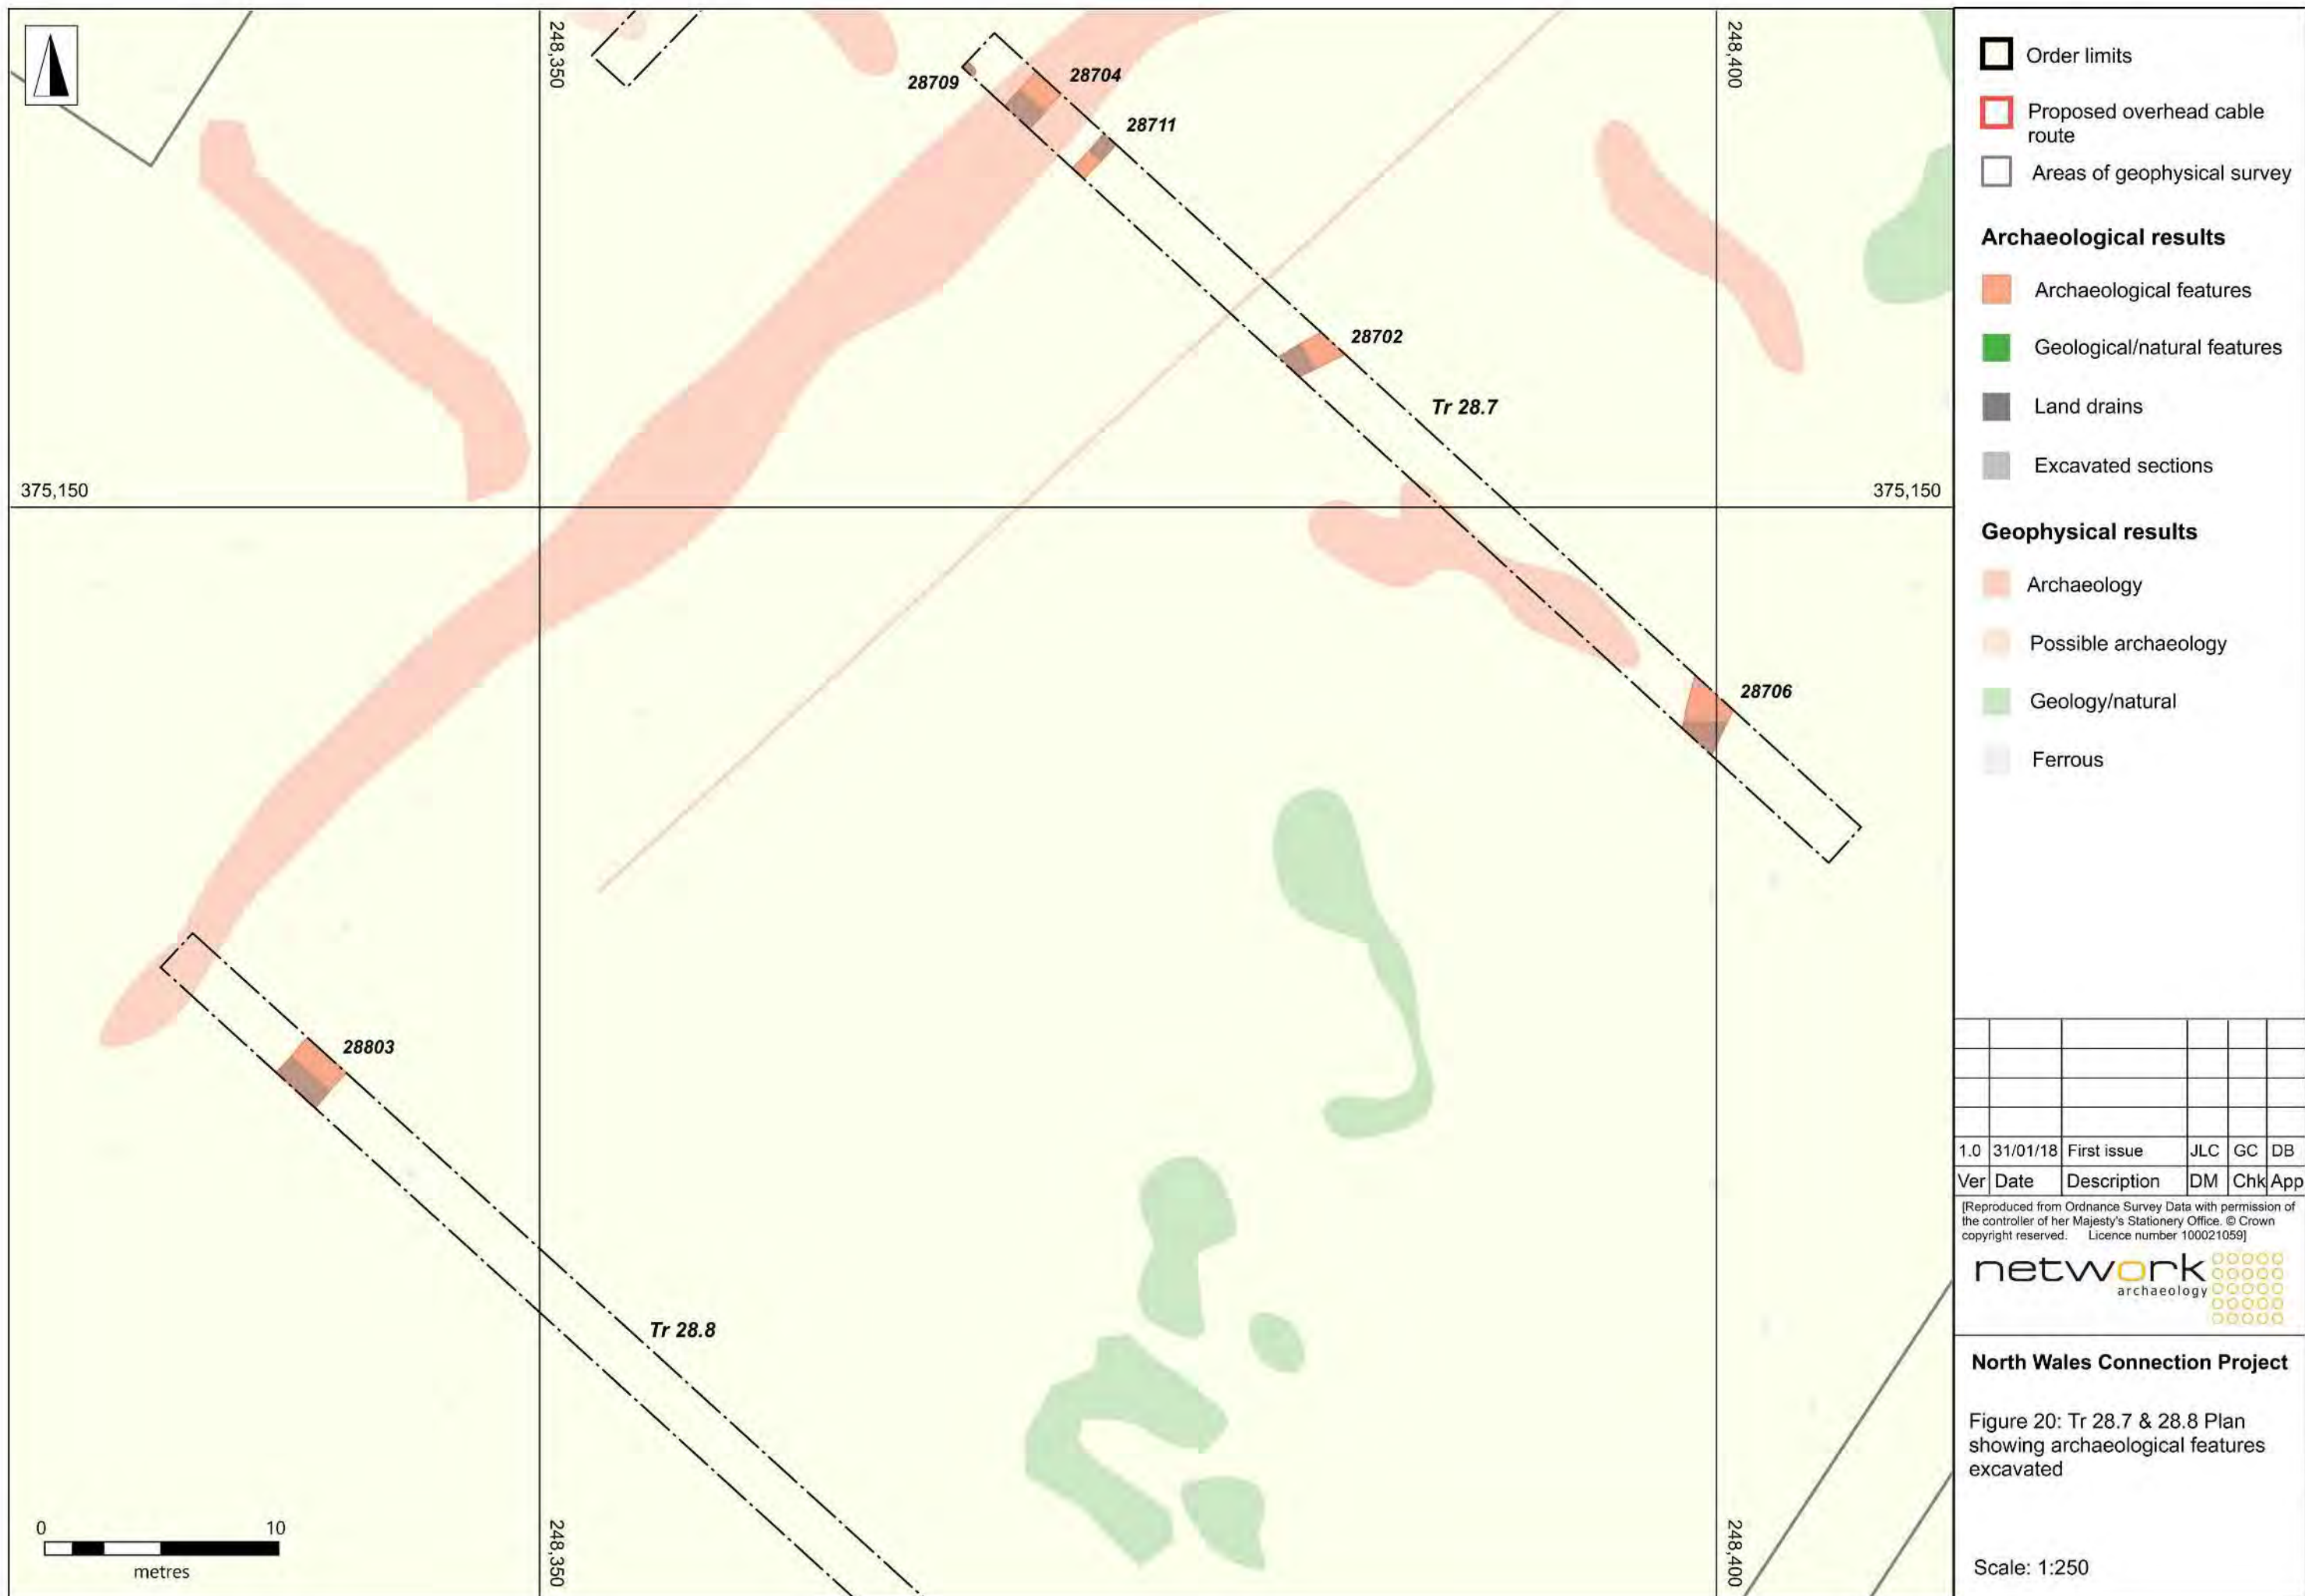 248,350
248,400
28709
28704
28711
28702
Tr 28.7
375,150
375,150
28706
28803
Tr 28.8
248,350
248,400
0 10
metres
Order limits
Proposed overhead cable
route
Areas of geophysical survey
Archaeological results
Archaeological features
Geological/natural features
Land drains
Excavated sections
Geophysical results
Archaeology
Possible archaeology
Geology/natural
Ferrous
1.0 31/01/18 First issue JLC GC DB
Ver Date Description DM Chk App
[Reproduced from Ordnance Survey Data with permission of
the controller of her Majesty's Stationery Office. © Crown
copyright reserved. Licence number 100021059]
network
archaeology
North Wales Connection Project
Figure 20: Tr 28.7 & 28.8 Plan
showing archaeological features
excavated
Scale: 1:250